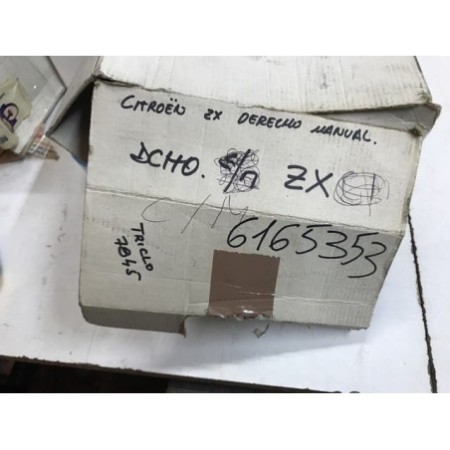 CITROËN ZX DERECHO MANUAL.
DCHO. ZX
C/M
6165353
TRICLO
7845